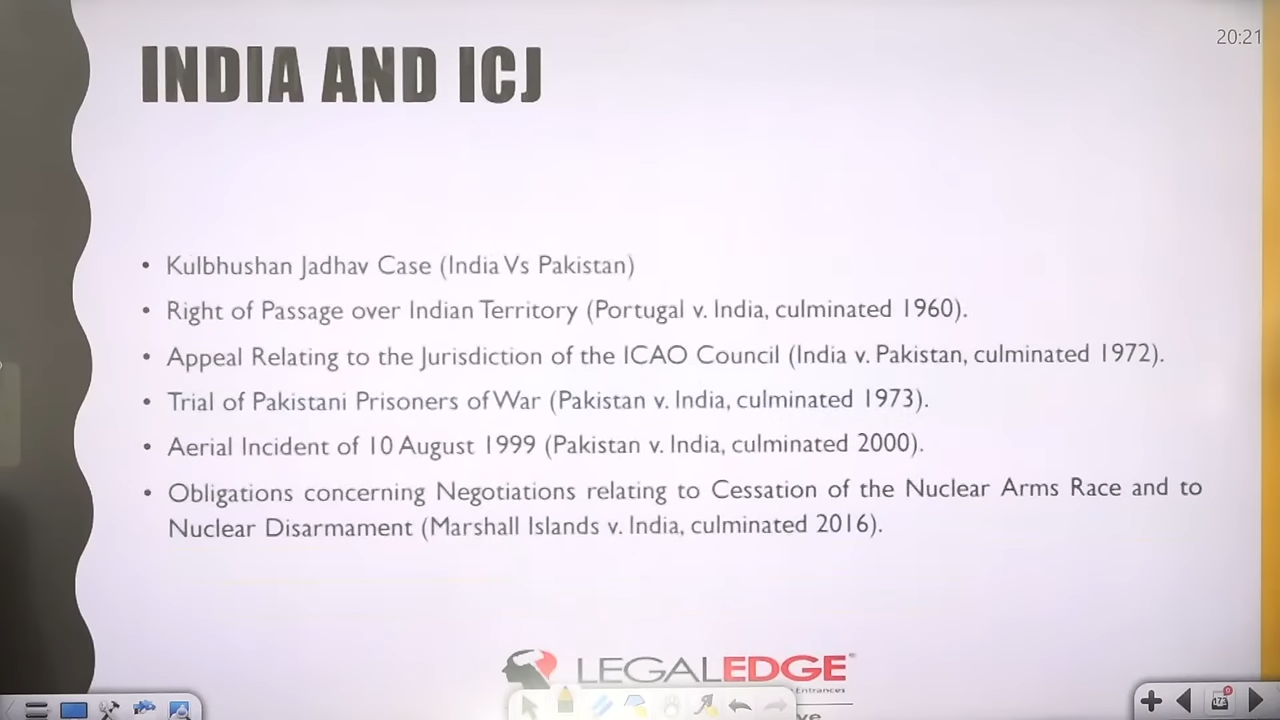 20:21
INDIA AND ICJ
• Kulbhushan Jadhav Case (India Vs Pakistan)
• Right of Passage over Indian Territory (Portugal v. India, culminated 1960).
• Appeal Relating to the Jurisdiction of the ICAO Council (India v. Pakistan, culminated 1972).
• Trial of Pakistani Prisoners of War (Pakistan v. India, culminated 1973).
• Aerial Incident of 10 August 1999 (Pakistan v. India, culminated 2000).
• Obligations concerning Negotiations relating to Cessation of the Nuclear Arms Race and to
Nuclear Disarmament (Marshall Islands v. India, culminated 2016).
LEGALEDGE
Entrances